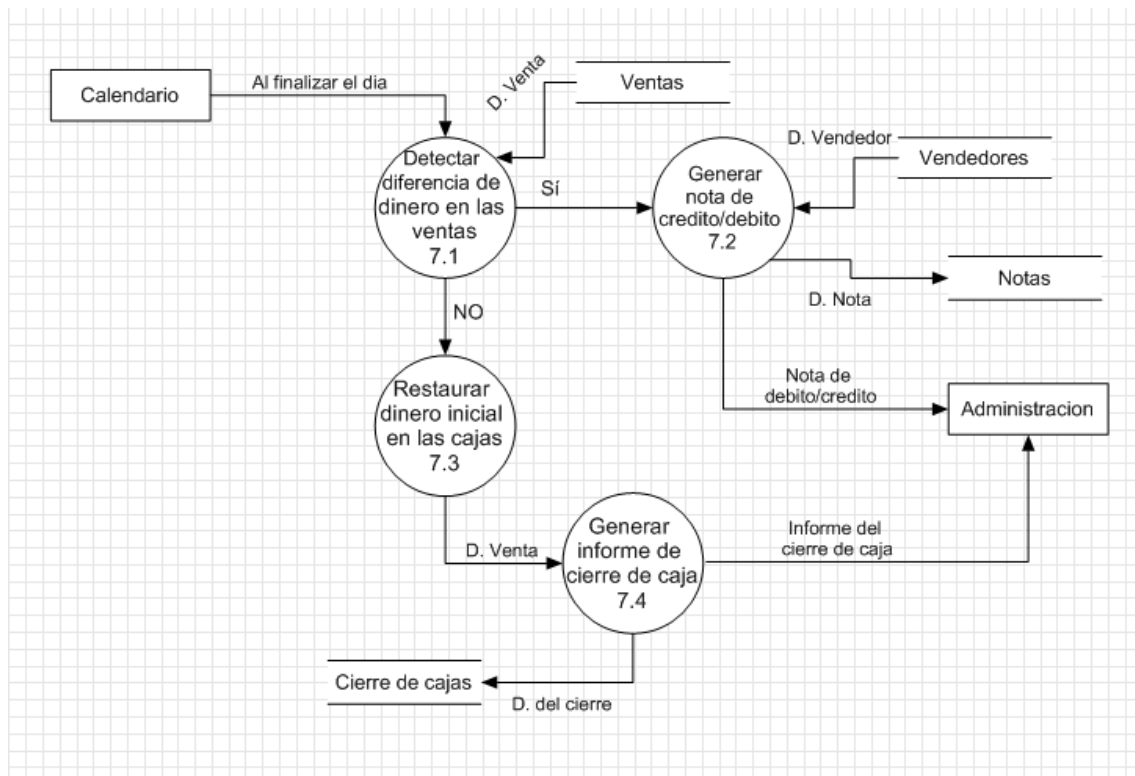 Calendario
Al finalizar el dia
D. Venta
Ventas
Detectar
diferencia de
dinero en las
ventas
7.1
Sí
Generar
nota de
credito/debito
7.2
D. Vendedor
Vendedores
D. Nota
Notas
NO
Nota de
debito/credito
Administracion
Restaurar
dinero inicial
en las cajas
7.3
D. Venta
Generar
informe de
cierre de caja
7.4
Informe del
cierre de caja
Cierre de cajas
D. del cierre